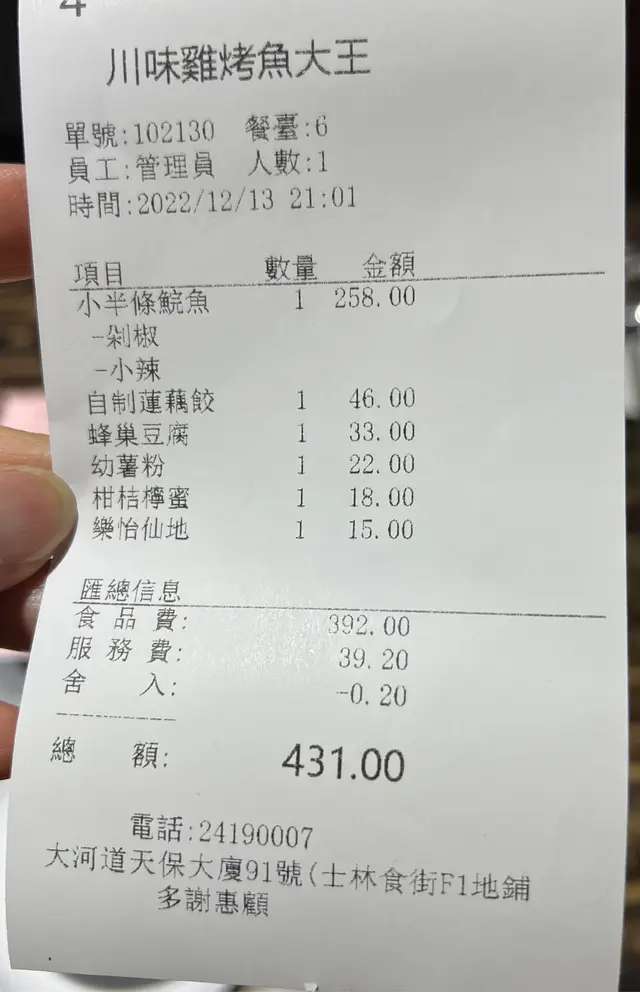 4
川味雞烤魚大王
單號:102130 餐臺:6
員工:管理員 人數:1
時間:2022/12/13 21:01
項目 數量 金額
小半條鯇魚 1 258.00
-剁椒
-小辣
自制蓮藕餃 1 46.00
蜂巢豆腐 1 33.00
幼薯粉 1 22.00
柑桔檸蜜 1 18.00
樂怡仙地 1 15.00
匯總信息
食品費: 392.00
服務費: 39.20
舍入: -0.20
總額: 431.00
電話:24190007
大河道天保大廈91號(士林食街F1地鋪
多謝惠顧